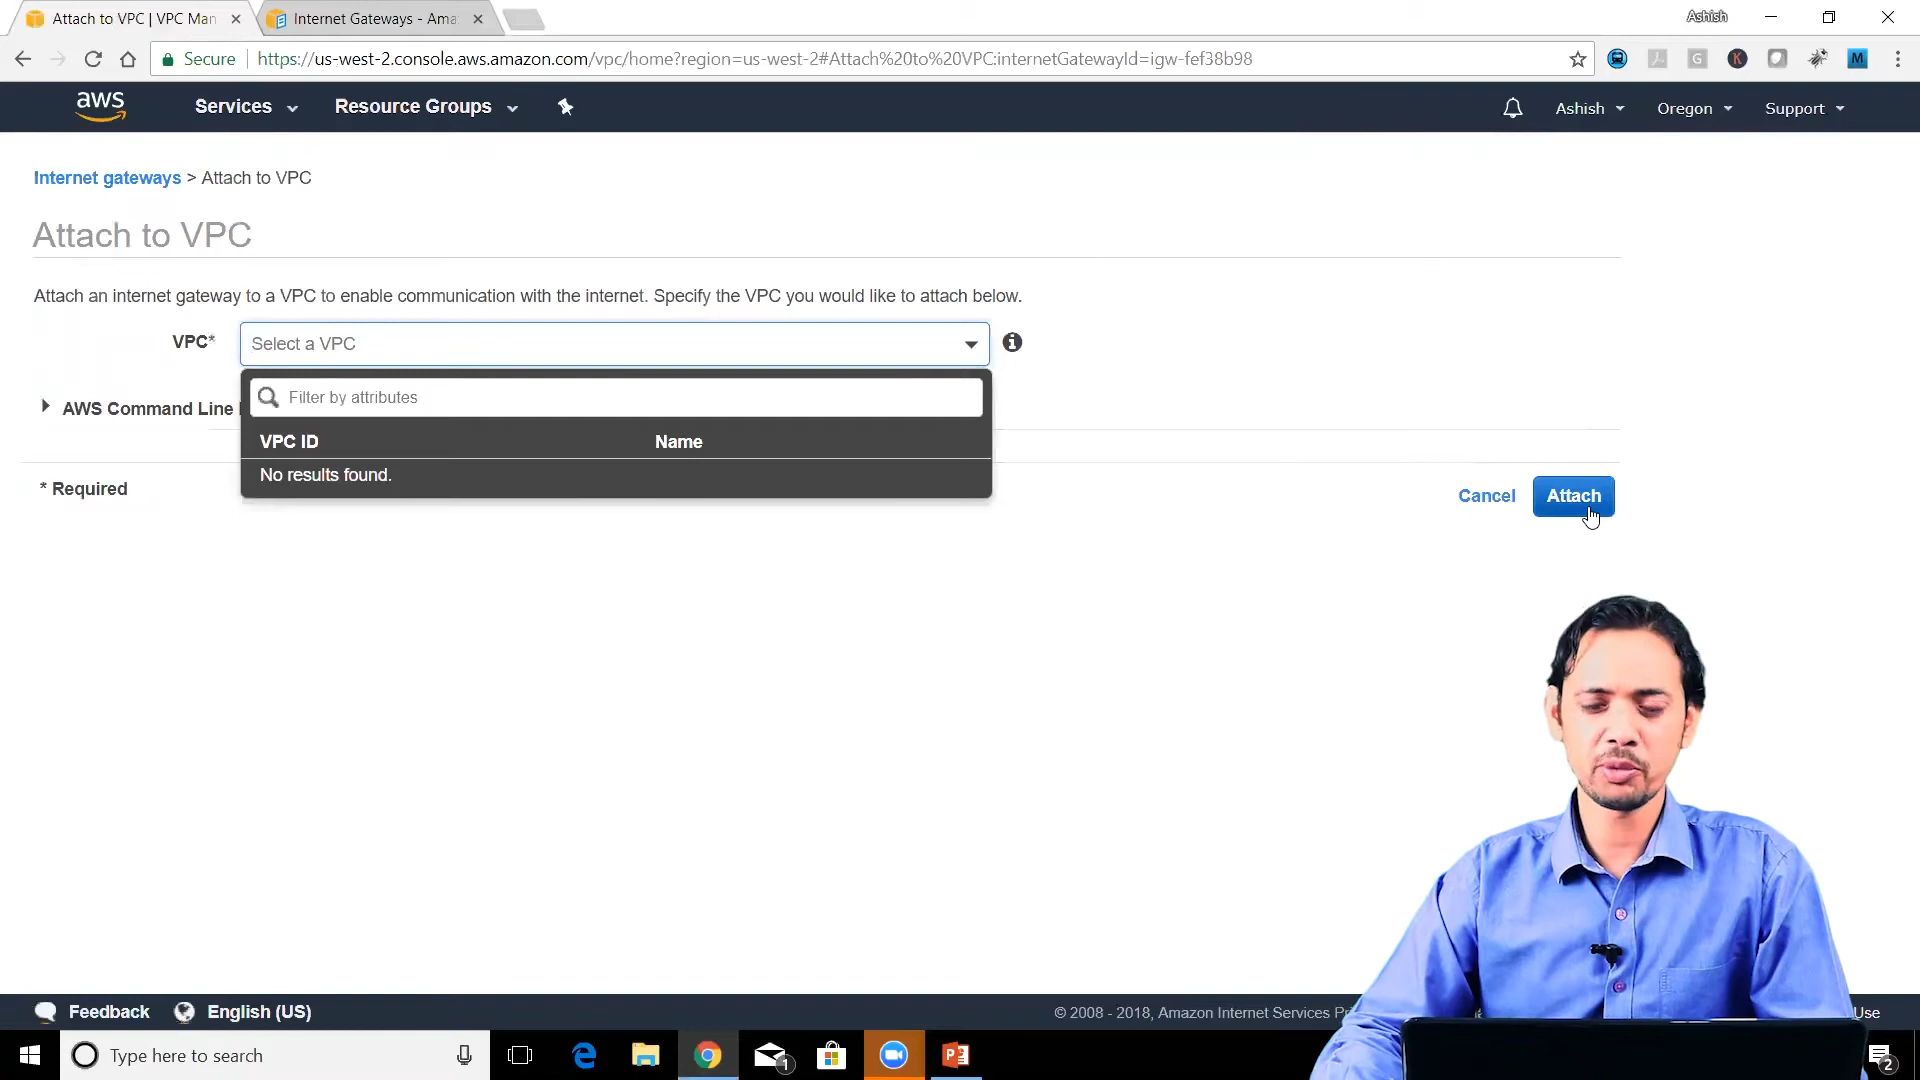 Attach to VPC | VPC Man
Internet Gateways - Ama
Ashish
Secure
https://us-west-2.console.aws.amazon.com/vpc/home?region=us-west-2#Attach%20to%20VPC:internetGatewayId=igw-fef38b98
aws
Services
Resource Groups
Ashish
Oregon
Support
Internet gateways > Attach to VPC
Attach to VPC
Attach an internet gateway to a VPC to enable communication with the internet. Specify the VPC you would like to attach below.
VPC*
Select a VPC
Filter by attributes
AWS Command Line
VPC ID
Name
No results found.
* Required
Cancel
Attach
Feedback
English (US)
© 2008 - 2018, Amazon Internet Services
Use
Type here to search
1
2